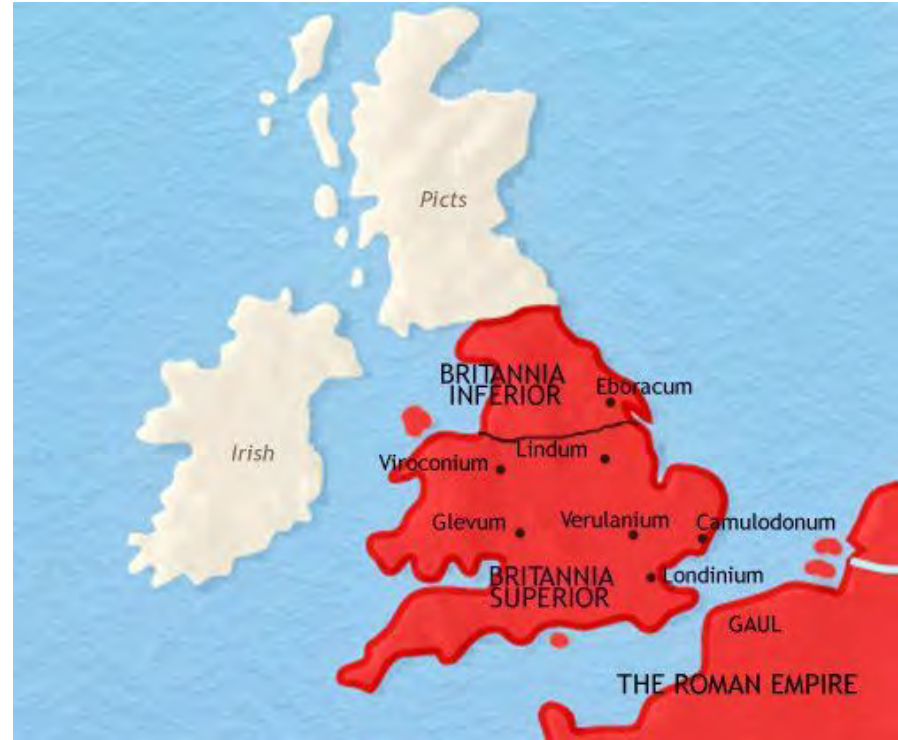 Picts
BRITANNIA
INFERIOR
Eboracum
Irish
Viroconium
Lindum
Glevum
Verulanium
Camulodonum
BRITANNIA
SUPERIOR
Londinium
GAUL
THE ROMAN EMPIRE